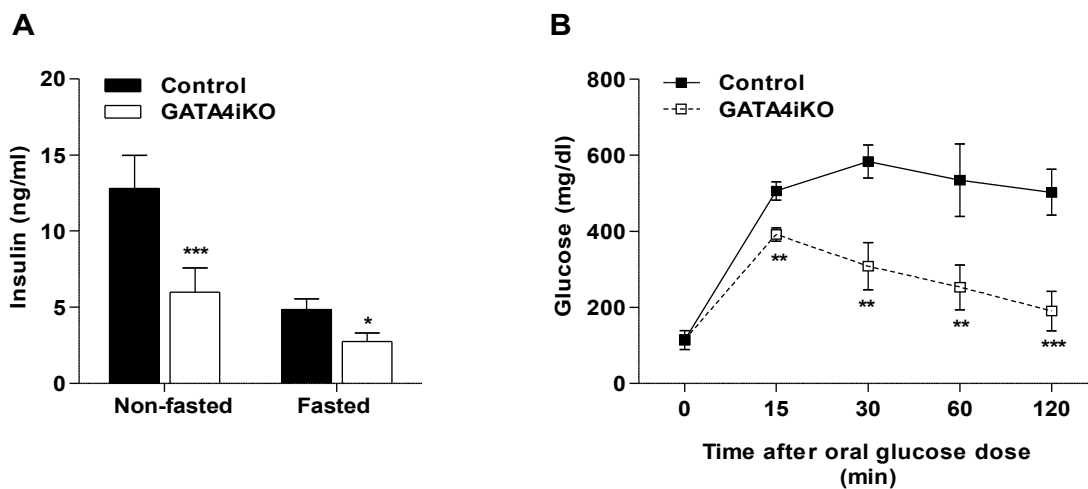 A
20
15
10
5
0
Insulin (ng/ml)
Control
GATA4iKO
***
*
Non-fasted Fasted
B
800
600
400
200
0
Glucose (mg/dl)
Control
GATA4iKO
**
**
**
***
0 15 30 60 120
Time after oral glucose dose
(min)